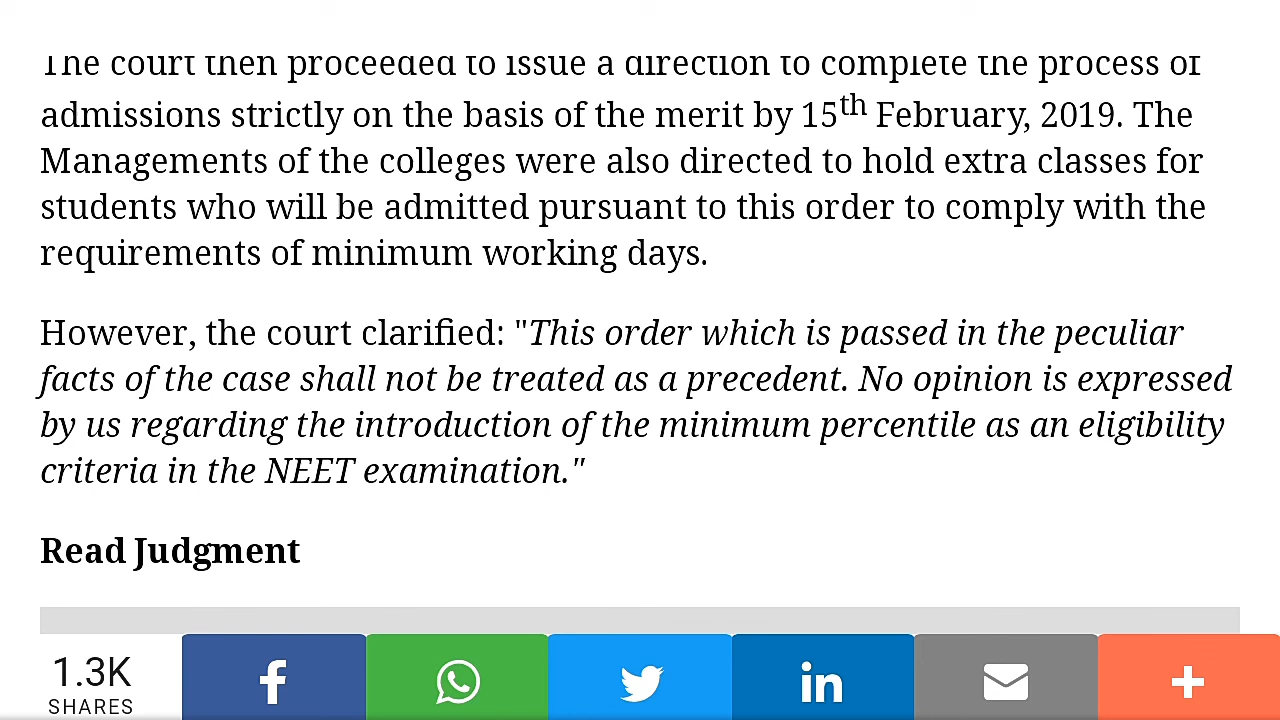 The court then proceeded to issue a direction to complete the process of
admissions strictly on the basis of the merit by 15th February, 2019. The
Managements of the colleges were also directed to hold extra classes for
students who will be admitted pursuant to this order to comply with the
requirements of minimum working days.
However, the court clarified: "This order which is passed in the peculiar
facts of the case shall not be treated as a precedent. No opinion is expressed
by us regarding the introduction of the minimum percentile as an eligibility
criteria in the NEET examination."
Read Judgment
1.3K
SHARES